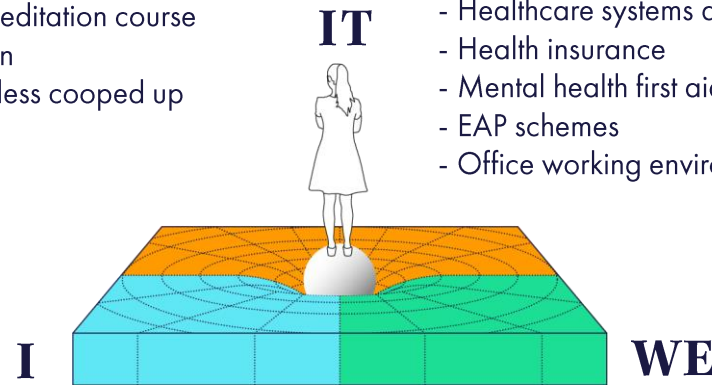 editation course
n
less cooped up
IT
- Healthcare systems
- Health insurance
- Mental health first
- EAP schemes
- Office working
I
WE